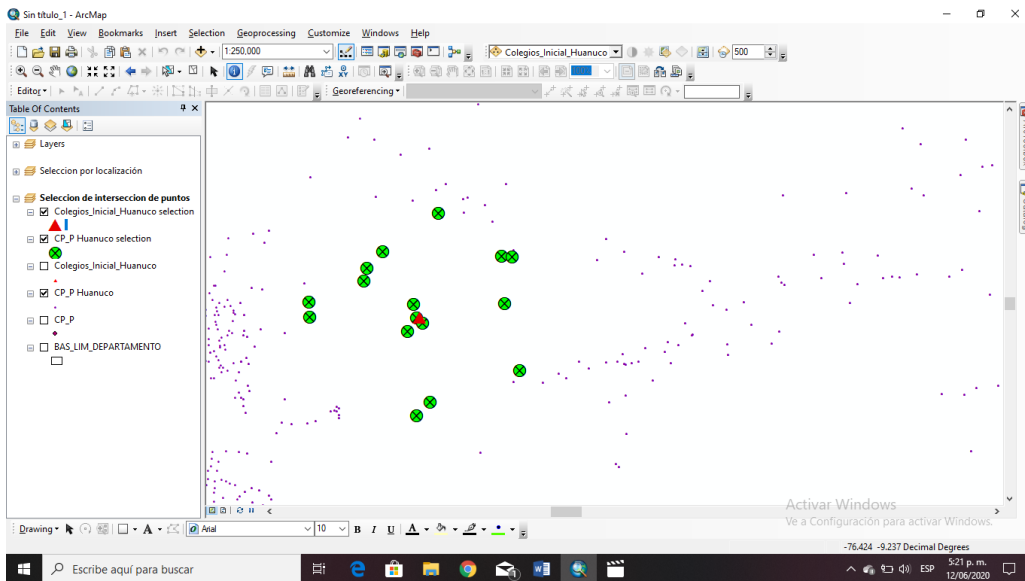 Sin título_1 - ArcMap
File Edit View Bookmarks Insert Selection Geoprocessing Customize Windows Help
1:250,000 Colegios_Inicial_Huanuco 500
Editor Georeferencing
Table Of Contents
Layers
Seleccion por localización
Seleccion de interseccion de puntos
Colegios_Inicial_Huanuco selection
CP_P Huanuco selection
Colegios_Inicial_Huanuco
CP_P Huanuco
CP_P
BAS_LIM_DEPARTAMENTO
Activar Windows
Ve a Configuración para activar Windows.
Drawing A Arial 10 B I U A
-76.424 -9.237 Decimal Degrees
Escribe aquí para buscar
ESP
5:21 p. m.
12/06/2020